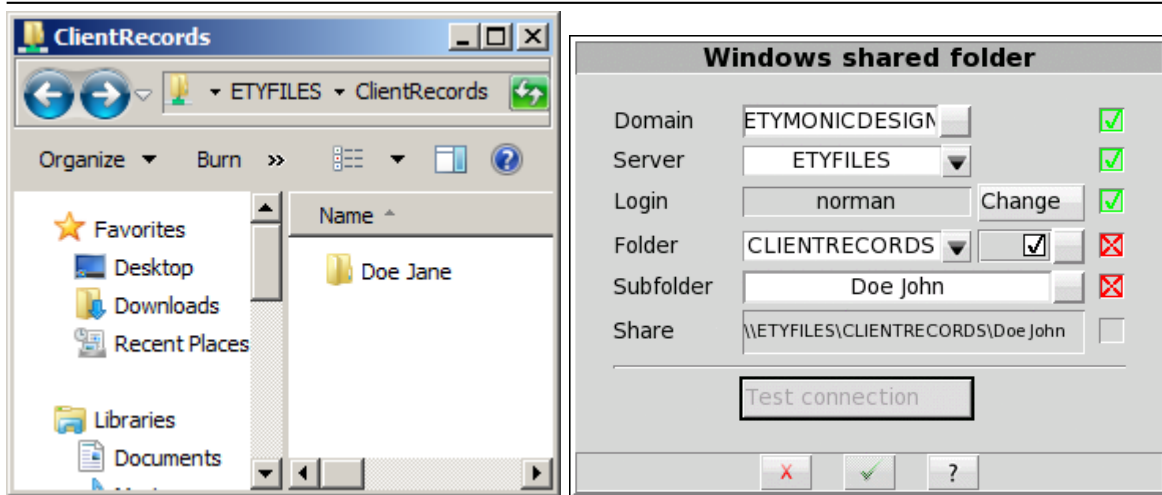 ClientRecords
ETYFILES ClientRecords
Organize Burn »
Favorites
Desktop
Downloads
Recent Places
Libraries
Documents
Name
Doe Jane
Windows shared folder
Domain ETYMONICDESIGN
Server ETYFILES
Login norman Change
Folder CLIENTRECORDS
Subfolder Doe John
Share \\ETYFILES\CLIENTRECORDS\Doe John
Test connection
X ?